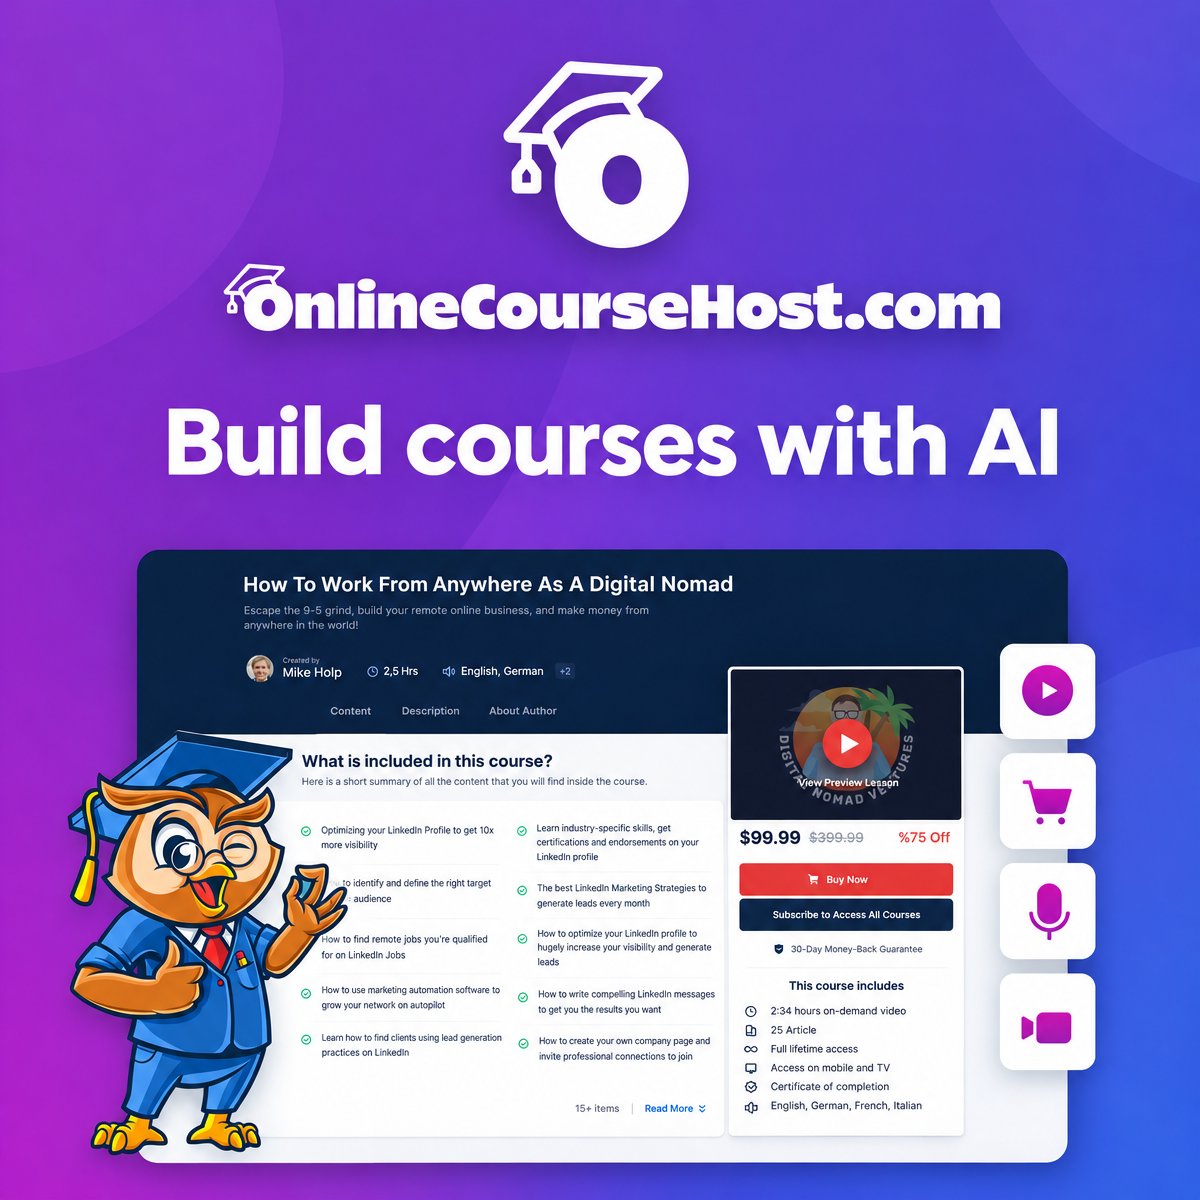 OnlineCourseHost.com
Build courses with AI
How To Work From Anywhere As A Digital Nomad
Escape the 9-5 grind, build your remote online business, and make money from
anywhere in the world!
Created by
Mike Holp
2,5 Hrs
English, German
+2
Content
Description
About Author
What is included in this course?
Here is a short summary of all the content that you will find inside the course.
Optimizing your LinkedIn Profile to get 10x
more visibility
to identify and define the right target
audience
How to find remote jobs you're qualified
for on LinkedIn Jobs
How to use marketing automation software to
grow your network on autopilot
Learn how to find clients using lead generation
practices on LinkedIn
Learn industry-specific skills, get
certifications and endorsements on your
LinkedIn profile
The best LinkedIn Marketing Strategies to
generate leads every month
How to optimize your LinkedIn profile to
hugely increase your visibility and generate
leads
How to write compelling LinkedIn messages
to get you the results you want
How to create your own company page and
invite professional connections to join
15+ items
Read More
DIGITAL NOMAD VENTURES
View Preview Lesson
$99.99 $399.99 %75 Off
Buy Now
Subscribe to Access All Courses
30-Day Money-Back Guarantee
This course includes
2:34 hours on-demand video
25 Article
Full lifetime access
Access on mobile and TV
Certificate of completion
English, German, French, Italian